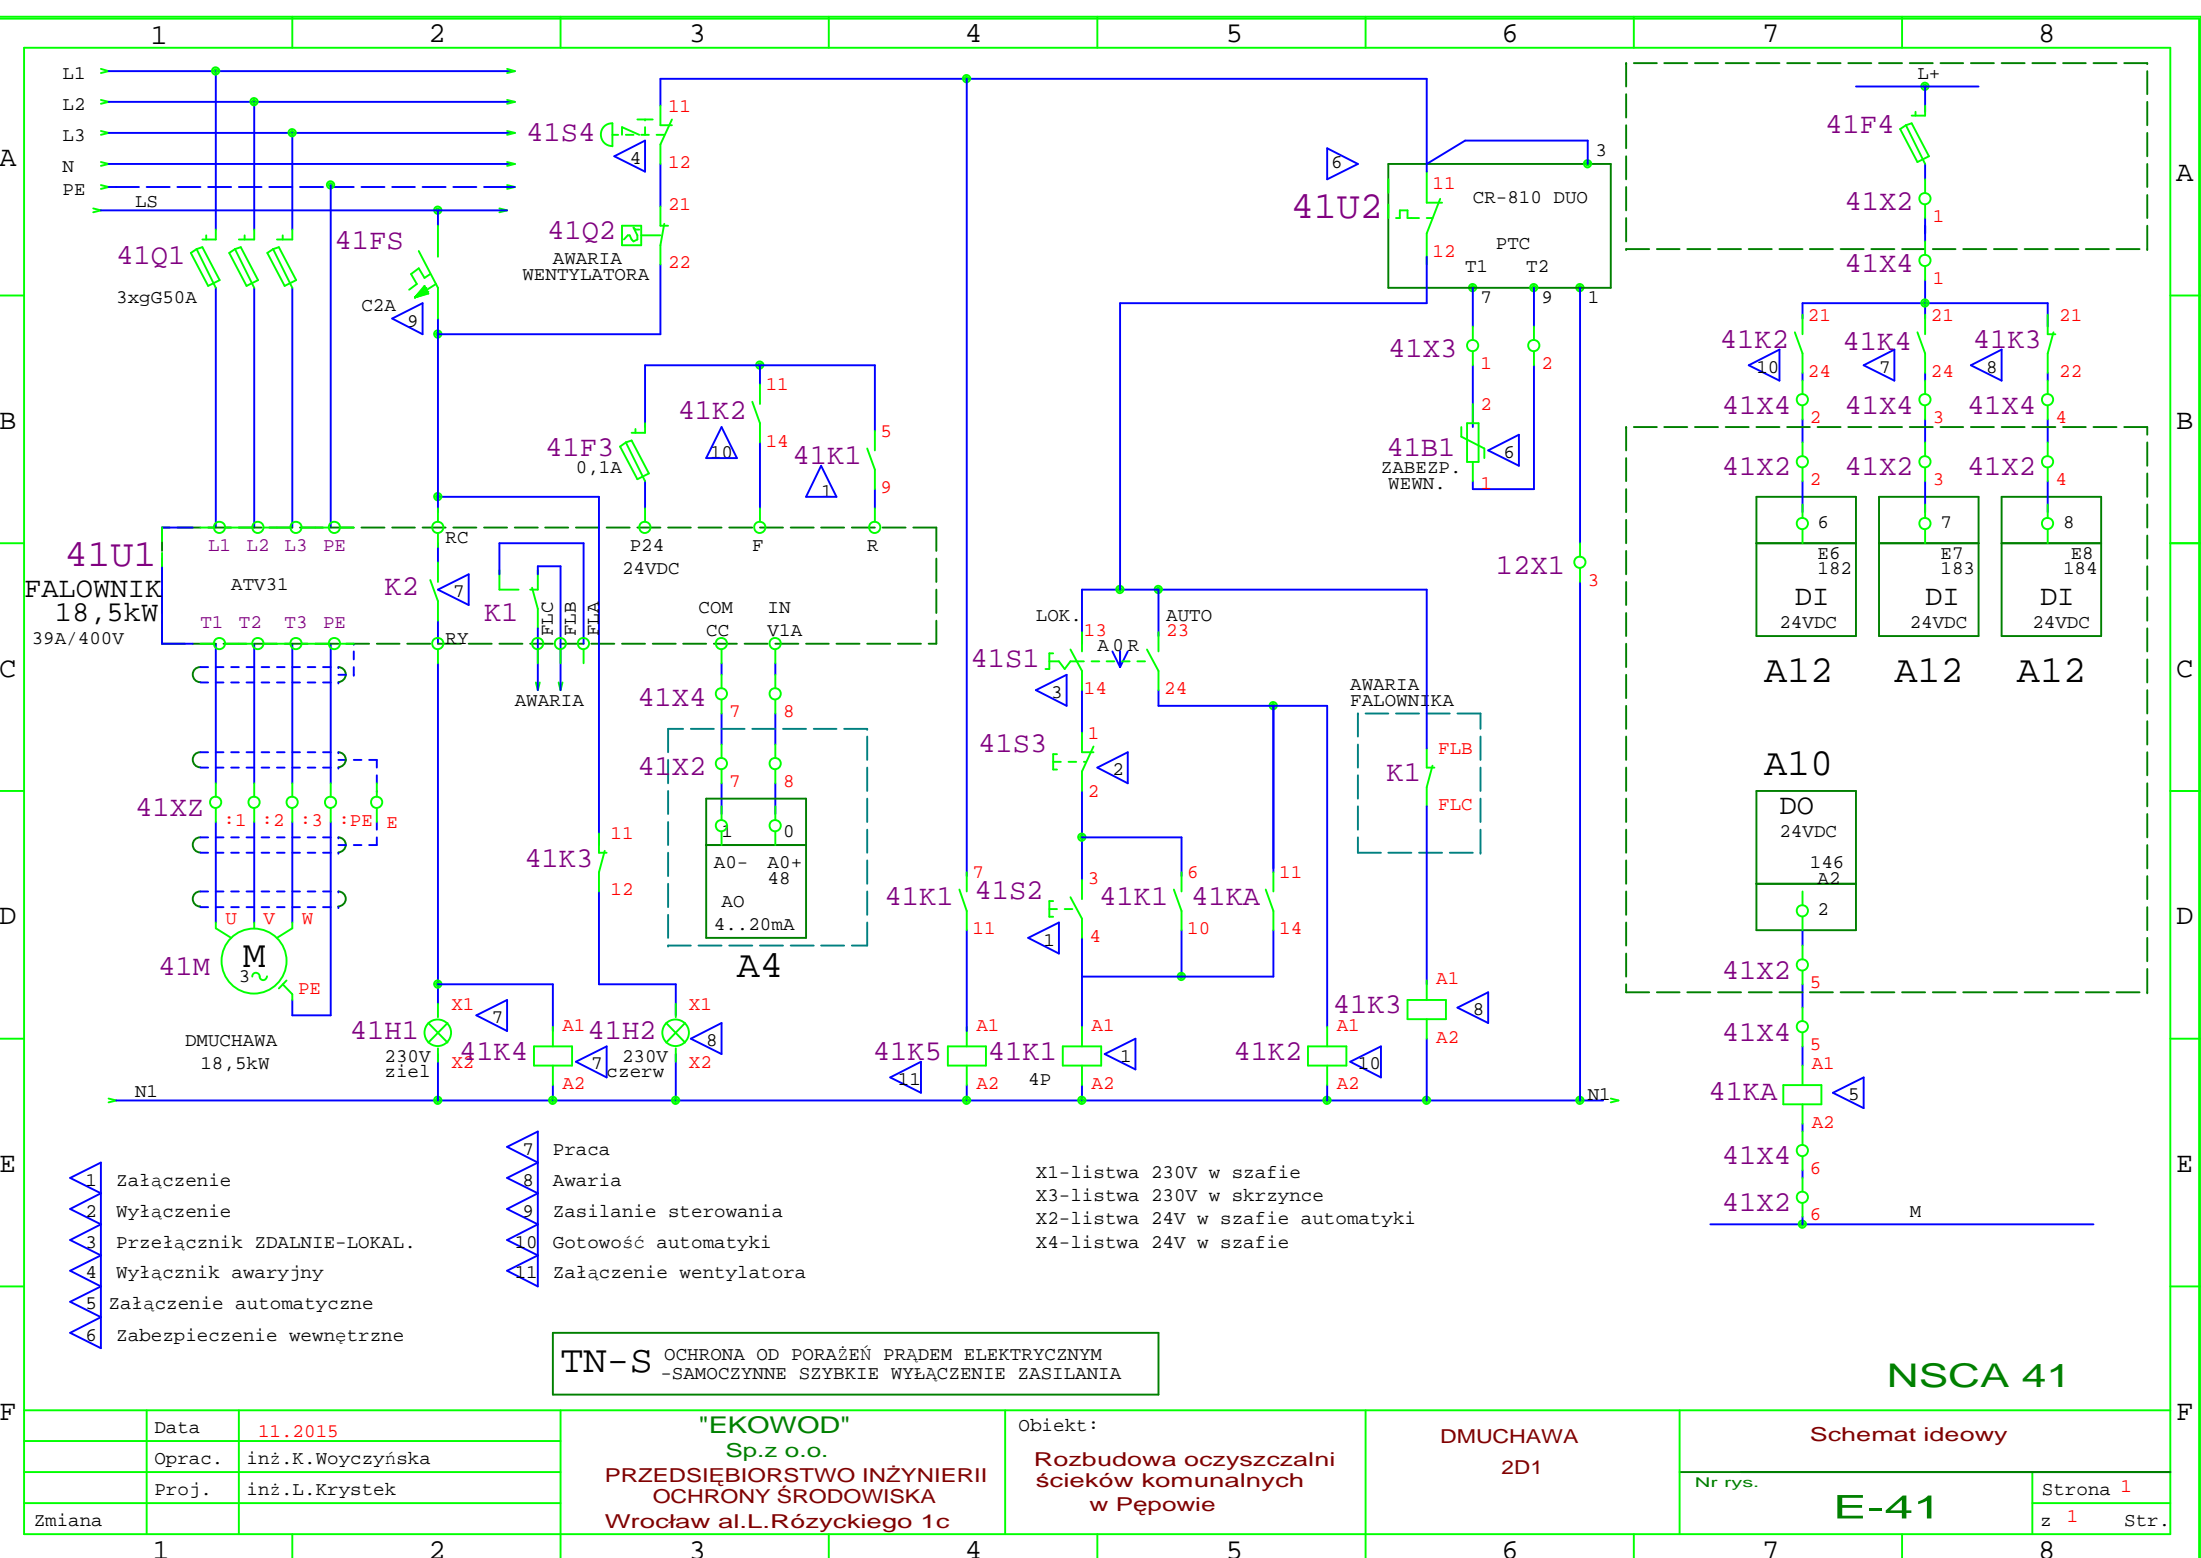 1 2 3 4 5 6 7 8
A
B
C
D
E
F
A
B
C
D
E
F
L1
L2
L3
N
PE
LS
41Q1
3xgG50A
41FS
C2A
9
41S4
11
4
12
21
41Q2
AWARIA
WENTYLATORA
22
41F3
0,1A
41K2
11
10
14
41K1
5
1
9
41U1
FALOWNIK
18,5kW
39A/400V
L1 L2 L3 PE
ATV31
T1 T2 T3 PE
RC
K2
7
RY
K1
FLC
FLB
FLA
AWARIA
P24
24VDC
F
R
COM
CC
IN
V1A
41X4
7
8
41X2
7
8
1
0
A0-
A0+
48
AO
4..20mA
A4
41XZ
:1 :2 :3 :PE E
U V W
41M
M
3
PE
DMUCHAWA
18,5kW
41K3
11
12
41H1
X1
7
230V
ziel
X2
41K4
A1
7
A2
41H2
X1
8
230V
czerw
X2
N1
41K1
7
11
41K5
A1
11
A2
41U2
6
3
11
CR-810 DUO
12
PTC
T1 T2
7 9 1
41X3
1
2
2
41B1
6
ZABEZP.
WEWN.
1
12X1
3
LOK.
AUTO
13
23
A 0 R
41S1
3
14
24
41S3
1
2
2
41S2
3
1
4
41K1
6
10
41KA
11
14
41K1
A1
1
4P
A2
41K2
A1
10
A2
AWARIA
FALOWNIKA
FLB
K1
FLC
41K3
A1
8
A2
N1
L+
41F4
41X2
1
41X4
1
41K2
21
10
24
41K4
21
7
24
41K3
21
8
22
41X4
2
41X4
3
41X4
4
41X2
2
41X2
3
41X2
4
6
7
8
E6
182
E7
183
E8
184
DI
24VDC
DI
24VDC
DI
24VDC
A12
A12
A12
A10
DO
24VDC
146
A2
2
41X2
5
41X4
5
A1
41KA
5
A2
41X4
6
41X2
6
M
1 Załączenie
2 Wyłączenie
3 Przełącznik ZDALNIE-LOKAL.
4 Wyłącznik awaryjny
5 Załączenie automatyczne
6 Zabezpieczenie wewnętrzne
7 Praca
8 Awaria
9 Zasilanie sterowania
10 Gotowość automatyki
11 Załączenie wentylatora
X1-listwa 230V w szafie
X3-listwa 230V w skrzynce
X2-listwa 24V w szafie automatyki
X4-listwa 24V w szafie
TN-S
OCHRONA OD PORAŻEŃ PRĄDEM ELEKTRYCZNYM
-SAMOCZYNNE SZYBKIE WYŁĄCZENIE ZASILANIA
NSCA 41
Data 11.2015
Oprac. inż.K.Woyczyńska
Proj. inż.L.Krystek
Zmiana
"EKOWOD"
Sp.z o.o.
PRZEDSIĘBIORSTWO INŻYNIERII
OCHRONY ŚRODOWISKA
Wrocław al.L.Różyckiego 1c
Obiekt:
Rozbudowa oczyszczalni
ścieków komunalnych
w Pępowie
DMUCHAWA
2D1
Schemat ideowy
Nr rys.
E-41
Strona 1
z 1 Str.
1 2 3 4 5 6 7 8